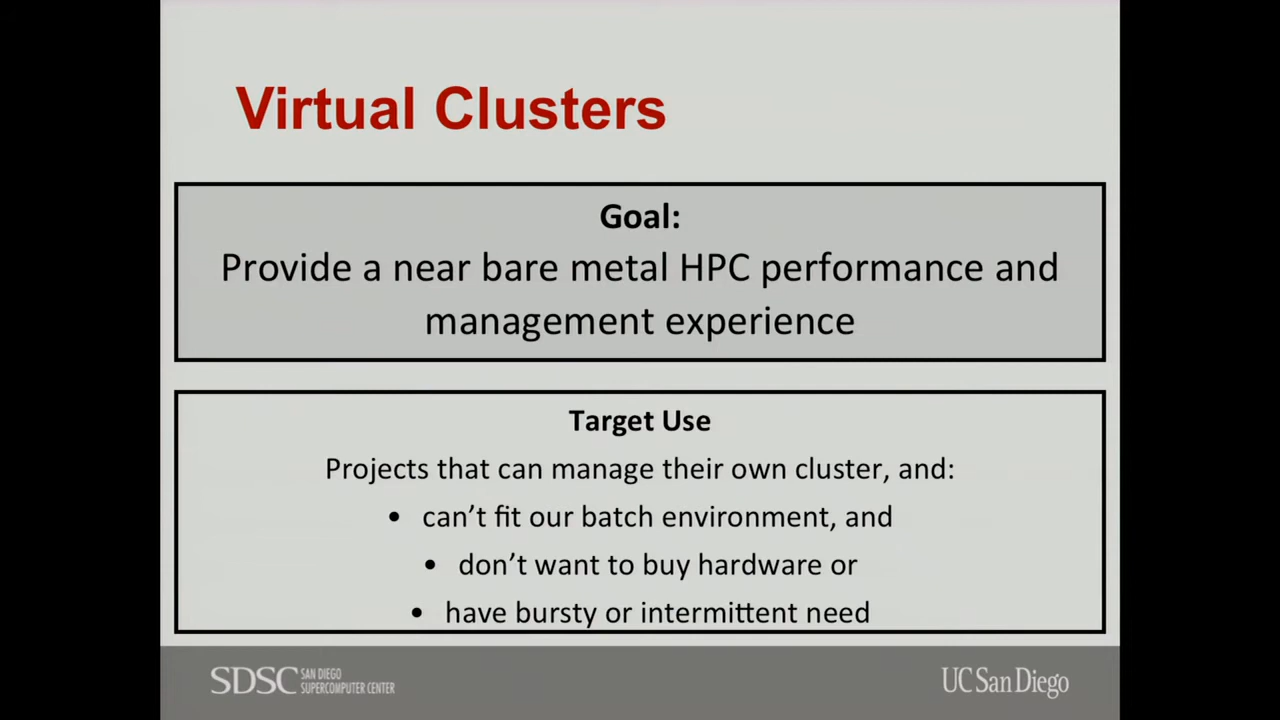 Virtual Clusters
Goal:
Provide a near bare metal HPC performance and
management experience
Target Use
Projects that can manage their own cluster, and:
• can’t fit our batch environment, and
• don’t want to buy hardware or
• have bursty or intermittent need
SDSC SAN DIEGO
SUPERCOMPUTER CENTER
UC San Diego